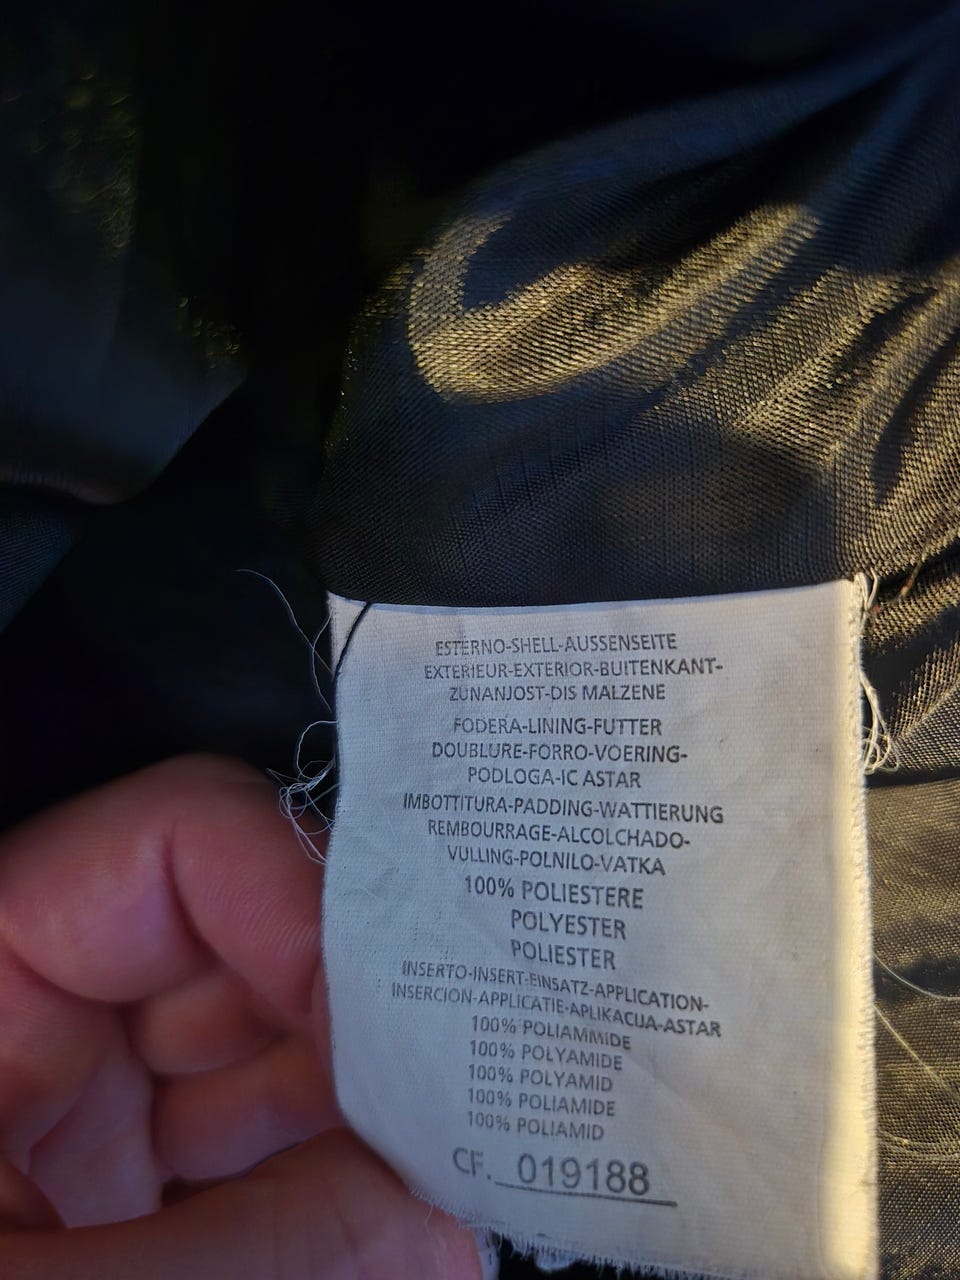 ESTERNO-SHELL-AUSSENSEITE
EXTERIEUR-EXTERIOR-BUITENKANT-
ZUNANJOST-DIS MALZENE
FODERA-LINING-FUTTER
DOUBLURE-FORRO-VOERING-
PODLOGA-IC ASTAR
IMBOTTITURA-PADDING-WATTIERUNG
REMBOURRAGE-ALCOLCHADO-
VULLING-POLNILO-VATKA
100% POLIESTERE
POLYESTER
POLIESTER
INSERTO-INSERT-EINSATZ-APPLICATION-
INSERCION-APPLICATIE-APLIKACIJA-ASTAR
100% POLIAMMIDE
100% POLYAMIDE
100% POLYAMID
100% POLIAMIDE
100% POLIAMID
CF. 019188